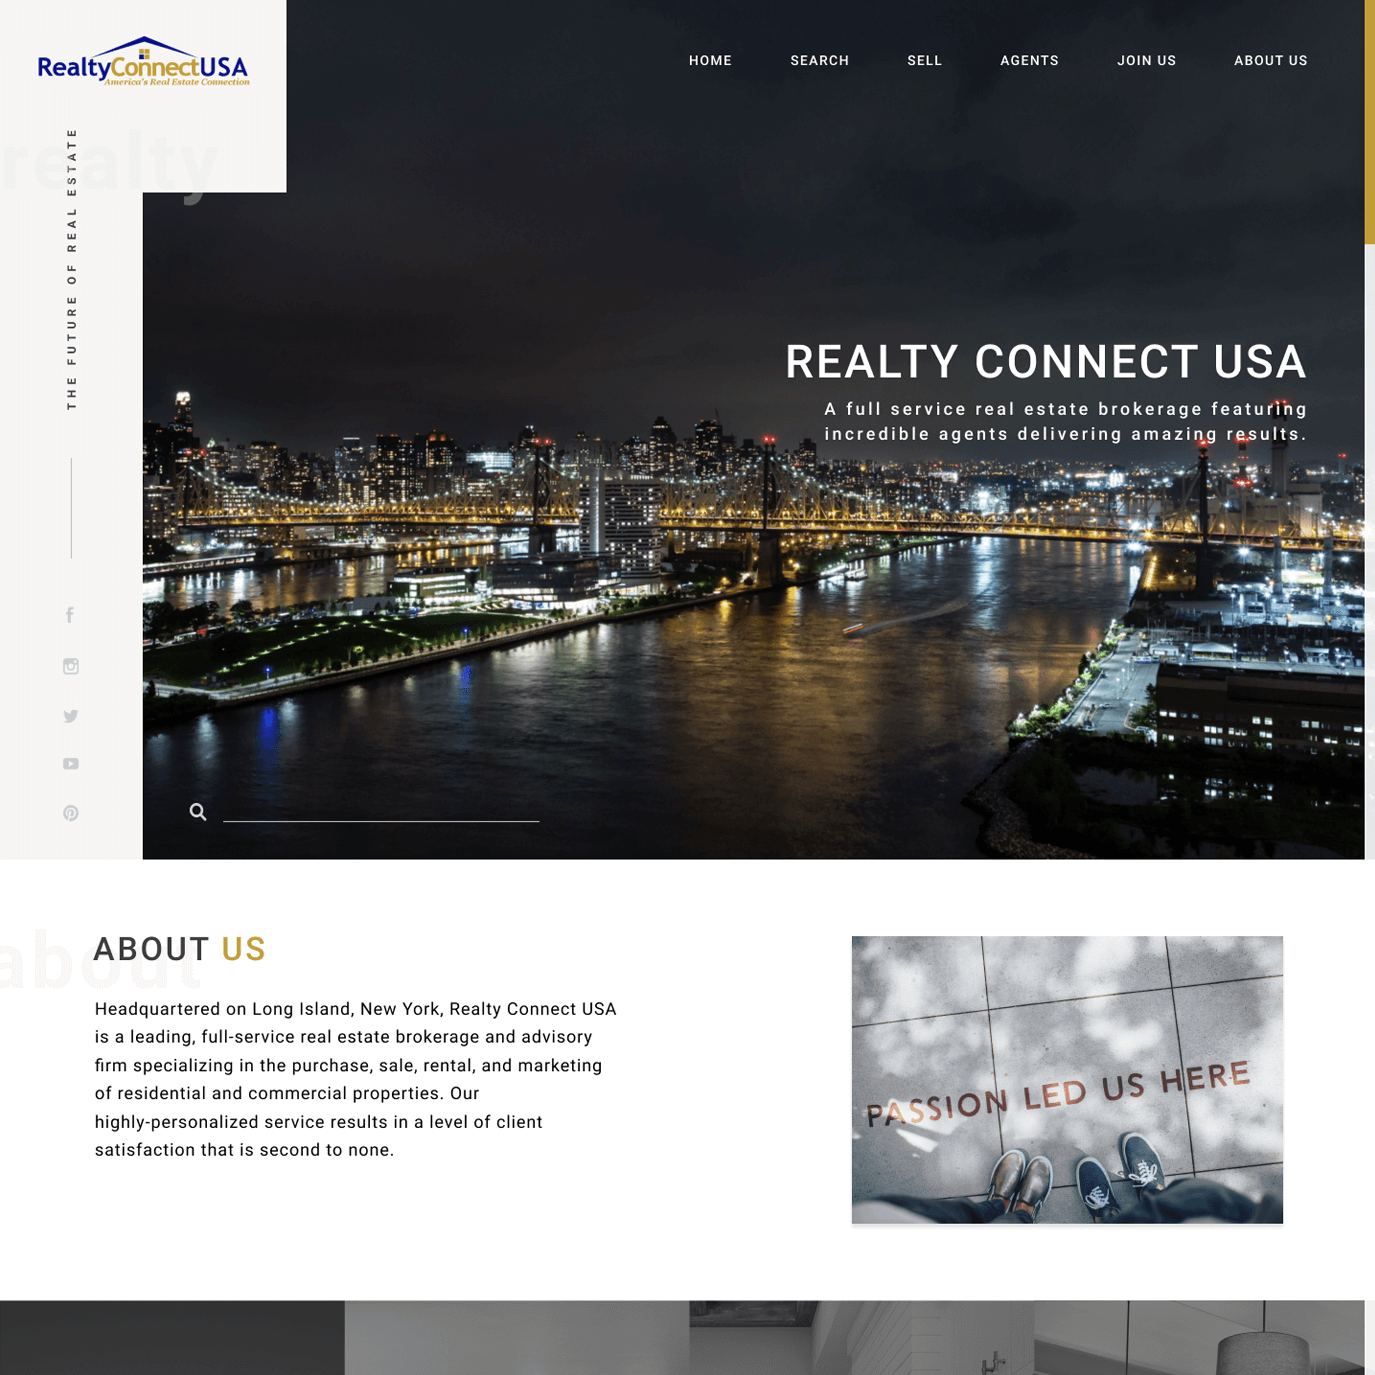 RealtyConnectUSA
America's Real Estate Connection
HOME
SEARCH
SELL
AGENTS
JOIN US
ABOUT US
realty
THE FUTURE OF REAL ESTATE
REALTY CONNECT USA
A full service real estate brokerage featuring
incredible agents delivering amazing results.
about
ABOUT US
Headquartered on Long Island, New York, Realty Connect USA
is a leading, full-service real estate brokerage and advisory
firm specializing in the purchase, sale, rental, and marketing
of residential and commercial properties. Our
highly-personalized service results in a level of client
satisfaction that is second to none.
PASSION LED US HERE